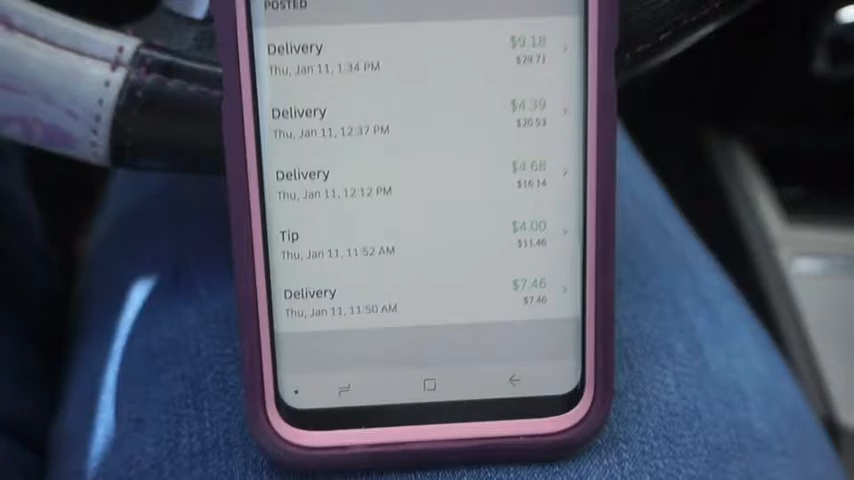 POSTED
Delivery $9.18
Thu, Jan 11, 1:34 PM $29.71
Delivery $4.39
Thu, Jan 11, 12:37 PM $20.53
Delivery $4.68
Thu, Jan 11, 12:12 PM $16.14
Tip $4.00
Thu, Jan 11, 11:52 AM $11.46
Delivery $7.46
Thu, Jan 11, 11:50 AM $7.46